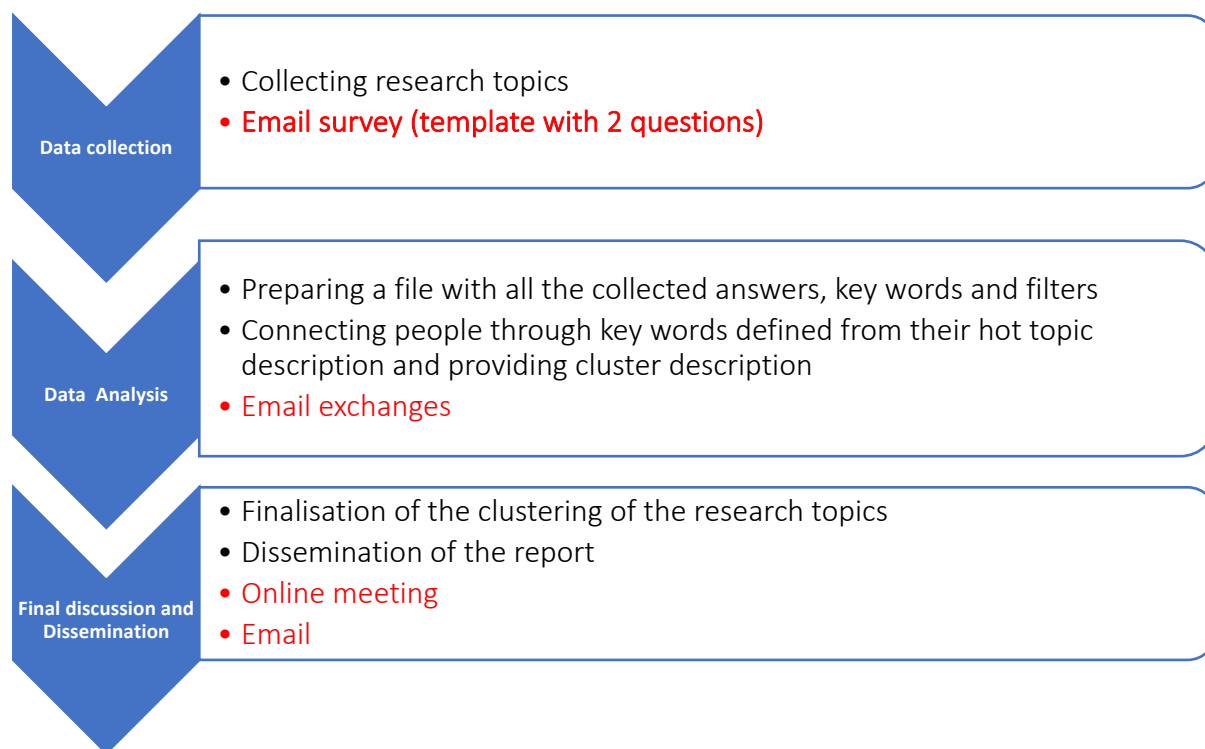 Data collection
• Collecting research topics
• Email survey (template with 2 questions)
Data  Analysis
• Preparing a file with all the collected answers, key words and filters
• Connecting people through key words defined from their hot topic
description and providing cluster description
• Email exchanges
Final discussion and
Dissemination
• Finalisation of the clustering of the research topics
• Dissemination of the report
• Online meeting
• Email